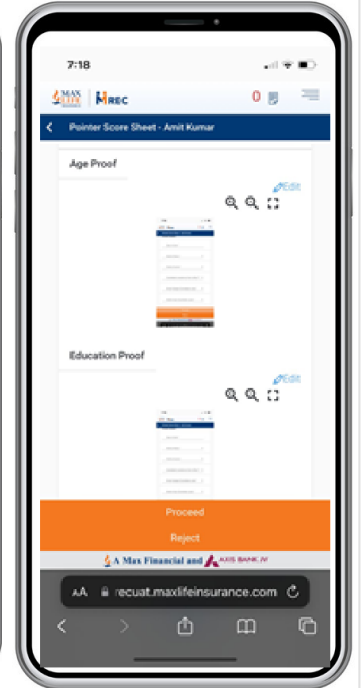 7:18
MAX LIFE MREC 0
Pointer Score Sheet - Amit Kumar
Age Proof
Edit
Education Proof
Edit
Proceed
Reject
A Max Financial and AXIS BANK JV
AA recuat.maxlifeinsurance.com